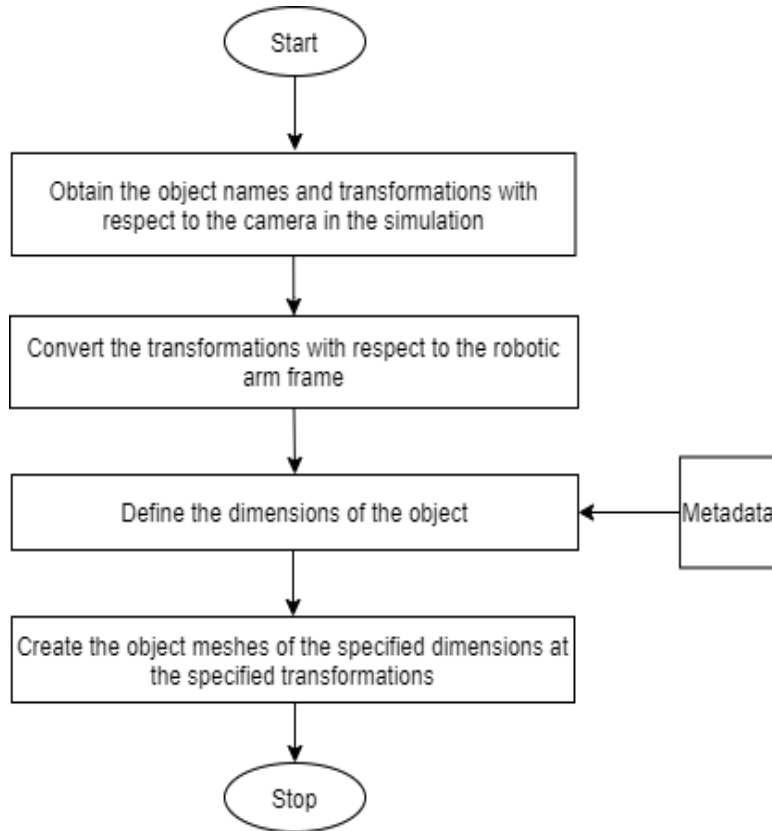 Start
Obtain the object names and transformations with
respect to the camera in the simulation
Convert the transformations with respect to the robotic
arm frame
Define the dimensions of the object
Metadata
Create the object meshes of the specified dimensions at
the specified transformations
Stop